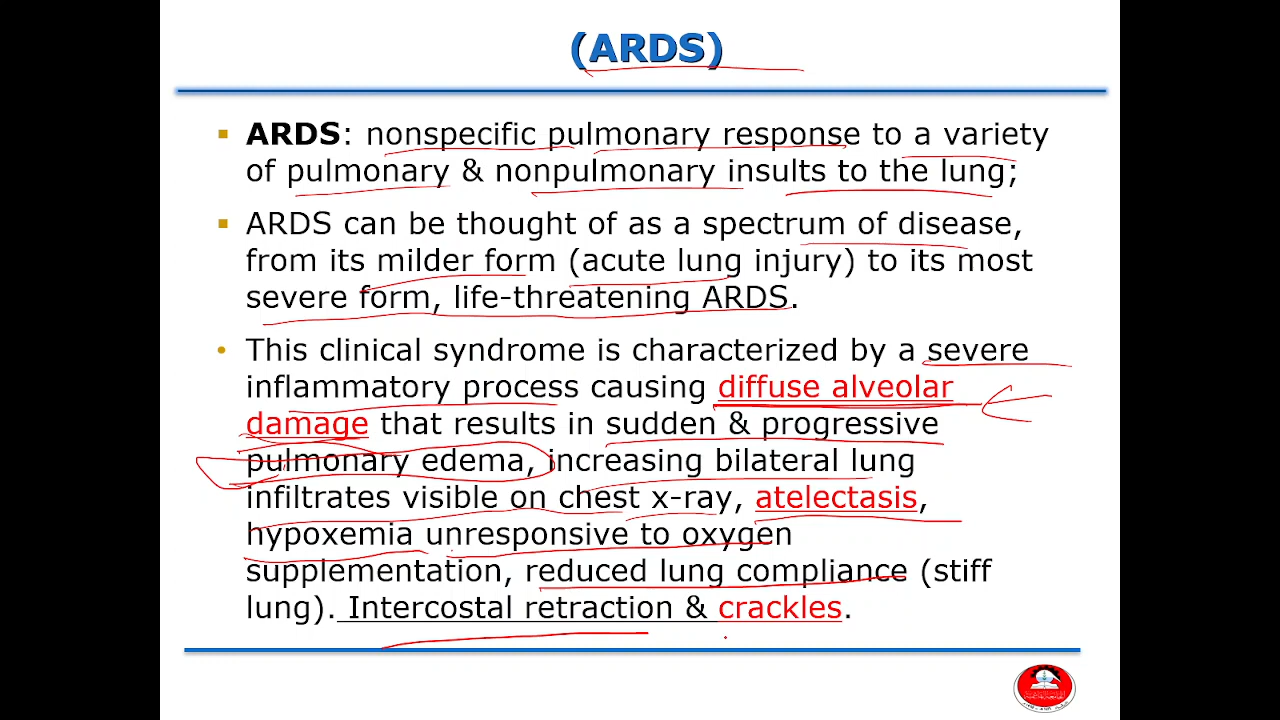 (ARDS)
▪ ARDS: nonspecific pulmonary response to a variety
of pulmonary & nonpulmonary insults to the lung;
▪ ARDS can be thought of as a spectrum of disease,
from its milder form (acute lung injury) to its most
severe form, life-threatening ARDS.
• This clinical syndrome is characterized by a severe
inflammatory process causing diffuse alveolar
damage that results in sudden & progressive
pulmonary edema, increasing bilateral lung
infiltrates visible on chest x-ray, atelectasis,
hypoxemia unresponsive to oxygen
supplementation, reduced lung compliance (stiff
lung). Intercostal retraction & crackles.